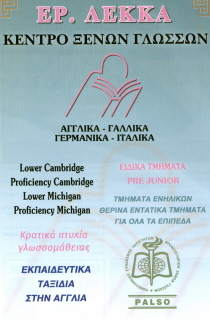 ΕΡ. ΛΕΚΚΑ
ΚΕΝΤΡΟ ΞΕΝΩΝ ΓΛΩΣΣΩΝ
ΑΓΓΛΙΚΑ - ΓΑΛΛΙΚΑ
ΓΕΡΜΑΝΙΚΑ - ΙΤΑΛΙΚΑ
Lower Cambridge
Proficiency Cambridge
Lower Michigan
Proficiency Michigan
Κρατικά πτυχία
γλωσσομάθειας
ΕΚΠΑΙΔΕΥΤΙΚΑ
ΤΑΞΙΔΙΑ
ΣΤΗΝ ΑΓΓΛΙΑ
ΕΙΔΙΚΑ ΤΜΗΜΑΤΑ
PRE JUNIOR
ΤΜΗΜΑΤΑ ΕΝΗΛΙΚΩΝ
ΘΕΡΙΝΑ ΕΝΤΑΤΙΚΑ ΤΜΗΜΑΤΑ
ΓΙΑ ΟΛΑ ΤΑ ΕΠΙΠΕΔΑ
PALSO